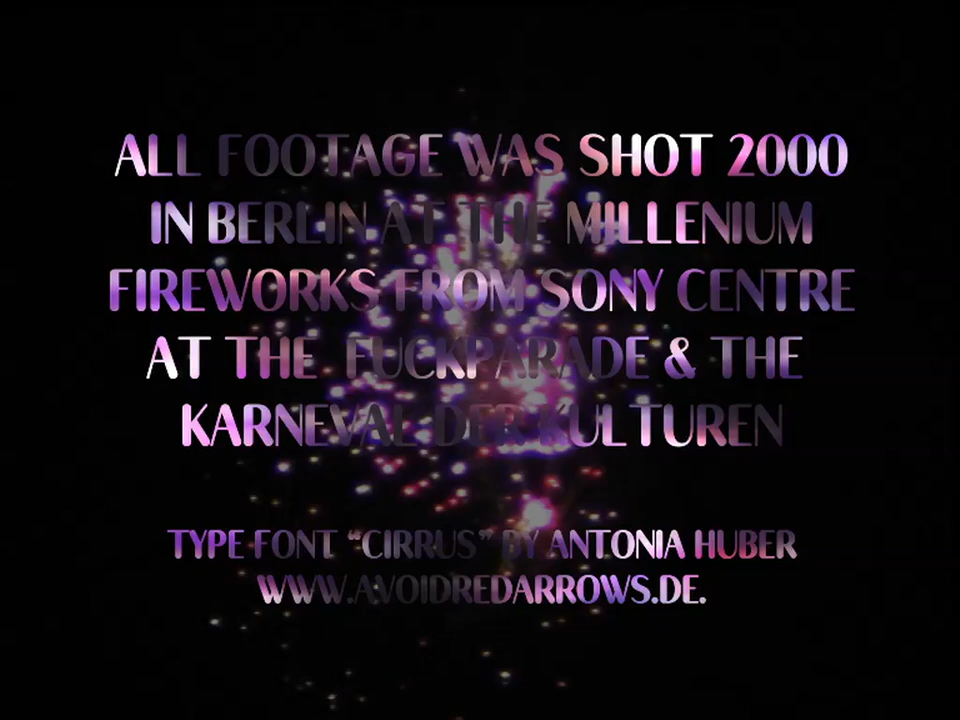 ALL FOOTAGE WAS SHOT 2000
IN BERLIN AT THE MILLENIUM
FIREWORKS FROM SONY CENTRE
AT THE FUCKPARADE & THE
KARNEVAL DER KULTUREN
TYPE FONT “CIRRUS” BY ANTONIA HUBER
WWW.AVOIDREDARROWS.DE.